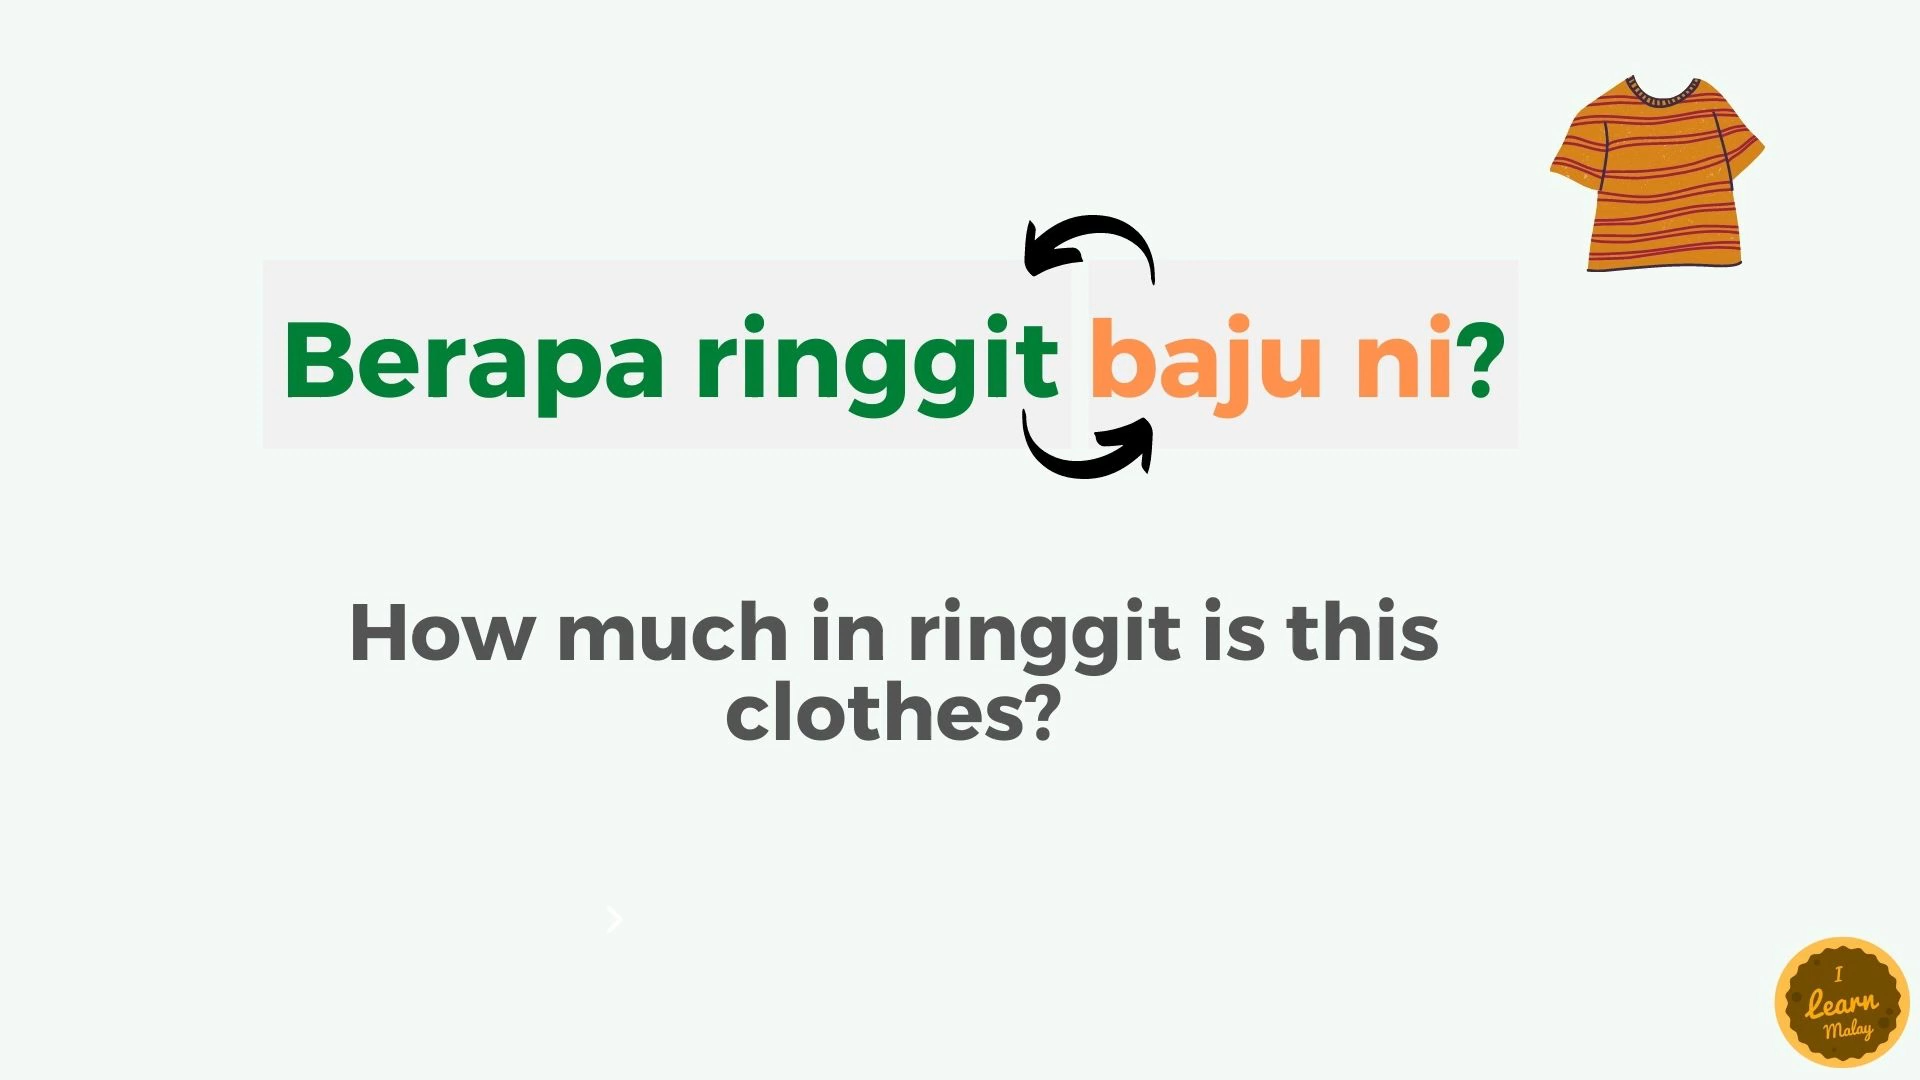 Berapa ringgit baju ni?
How much in ringgit is this
clothes?
I
Learn
Malay